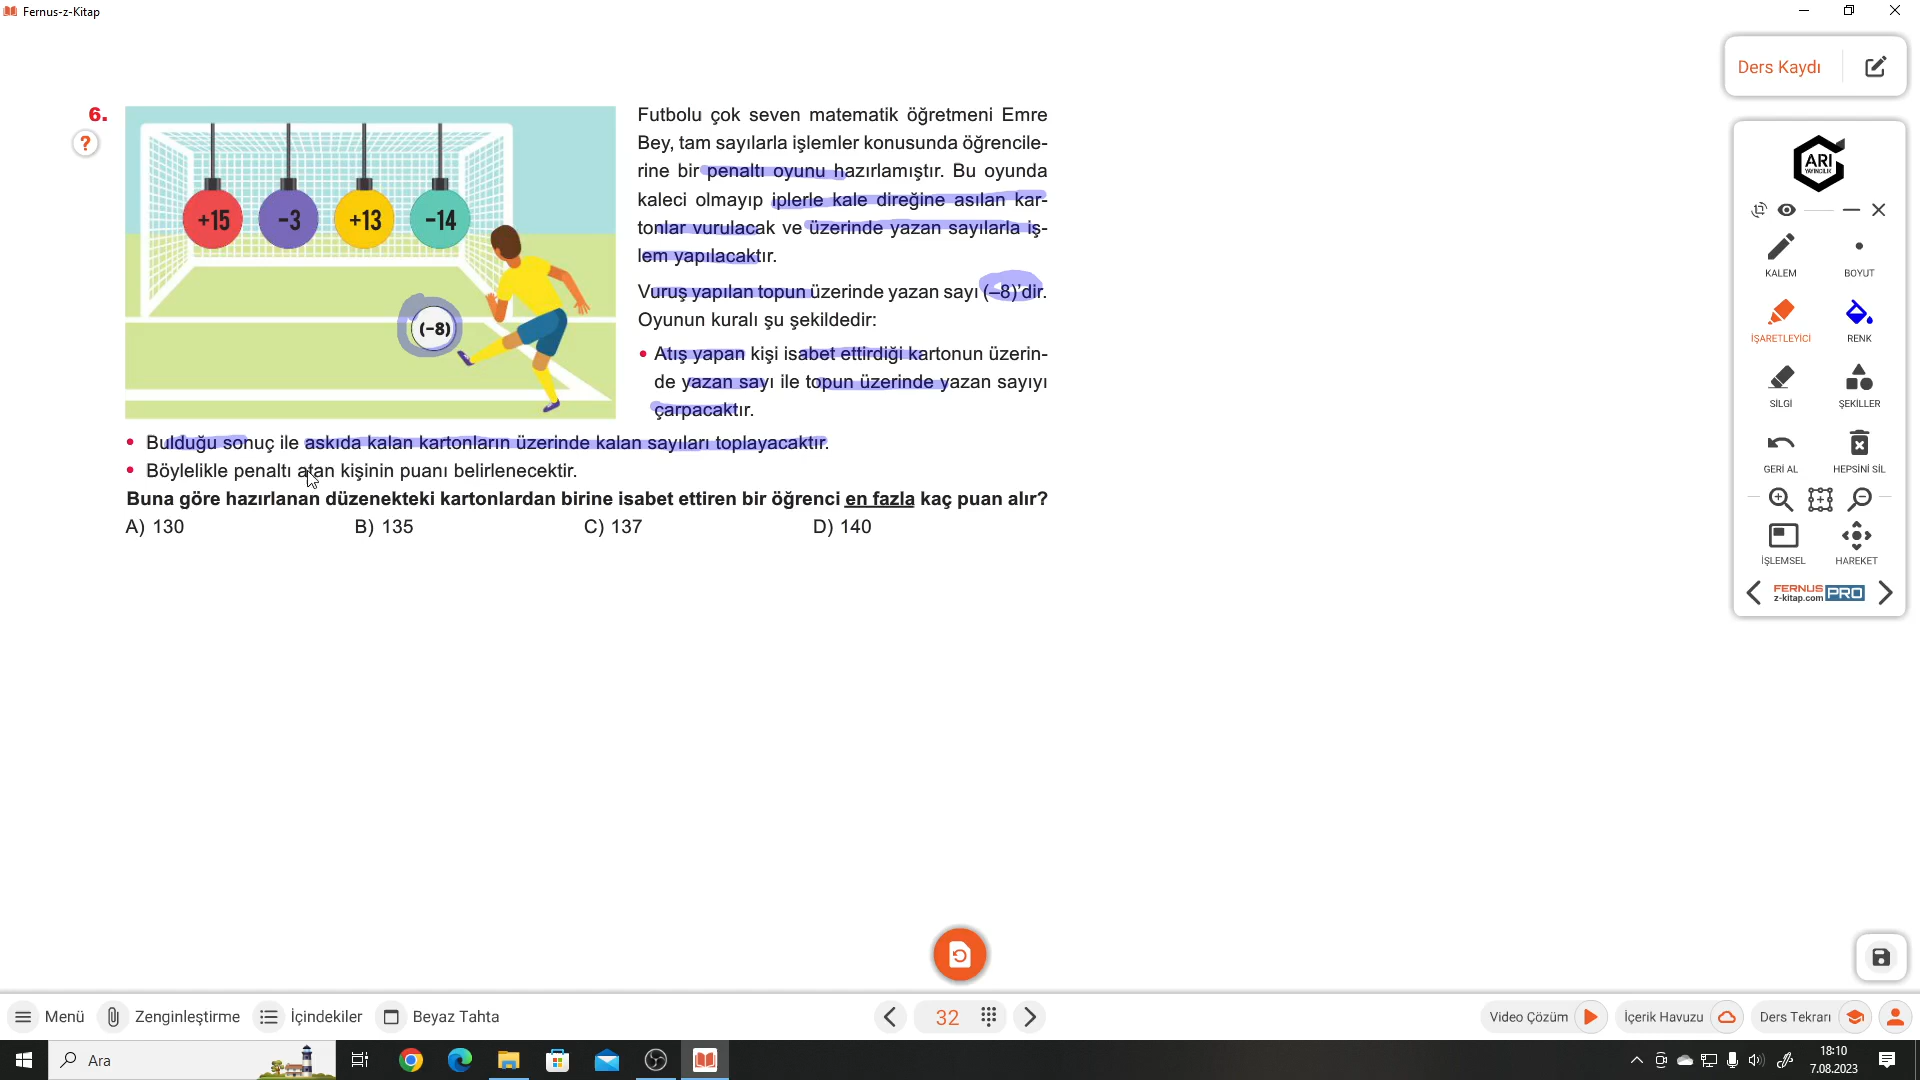 Fernus-z-Kitap
Ders Kaydı
6.
?
+15 -3 +13 -14
(-8)
Futbolu çok seven matematik öğretmeni Emre
Bey, tam sayılarla işlemler konusunda öğrencile-
rine bir penaltı oyunu hazırlamıştır. Bu oyunda
kaleci olmayıp iplerle kale direğine asılan kar-
tonlar vurulacak ve üzerinde yazan sayılarla iş-
lem yapılacaktır.
Vuruş yapılan topun üzerinde yazan sayı (–8)'dir.
Oyunun kuralı şu şekildedir:
• Atış yapan kişi isabet ettirdiği kartonun üzerin-
de yazan sayı ile topun üzerinde yazan sayıyı
çarpacaktır.
• Bulduğu sonuç ile askıda kalan kartonların üzerinde kalan sayıları toplayacaktır.
• Böylelikle penaltı atan kişinin puanı belirlenecektir.
Buna göre hazırlanan düzenekteki kartonlardan birine isabet ettiren bir öğrenci en fazla kaç puan alır?
A) 130 B) 135 C) 137 D) 140
ARI
YAYINCILIK
KALEM BOYUT
İŞARETLEYİCİ RENK
SİLGİ ŞEKİLLER
GERİ AL HEPSİNİ SİL
İŞLEMSEL HAREKET
FERNUS
z-kitap.com PRO
Menü Zenginleştirme İçindekiler Beyaz Tahta 32 Video Çözüm İçerik Havuzu Ders Tekrarı
Ara
18:10
7.08.2023